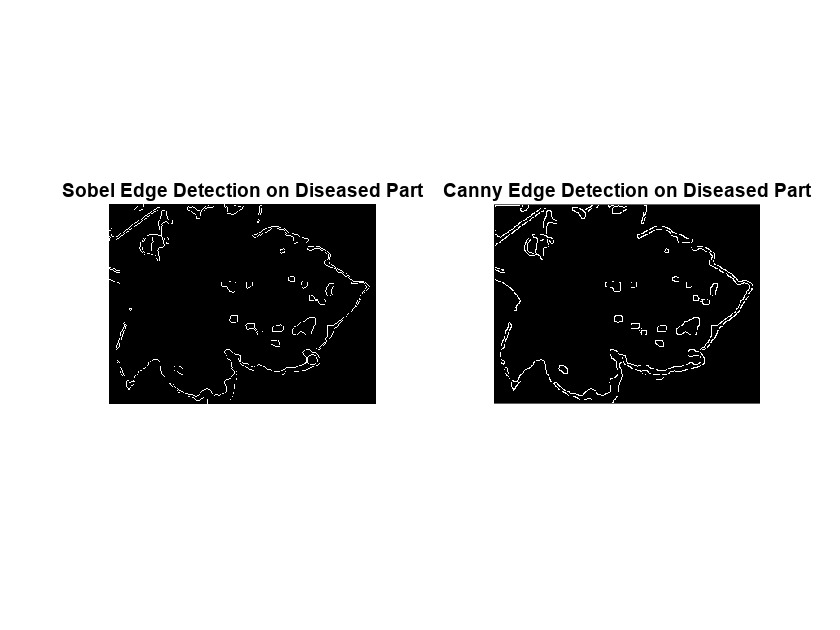 Sobel Edge Detection on Diseased Part
Canny Edge Detection on Diseased Part